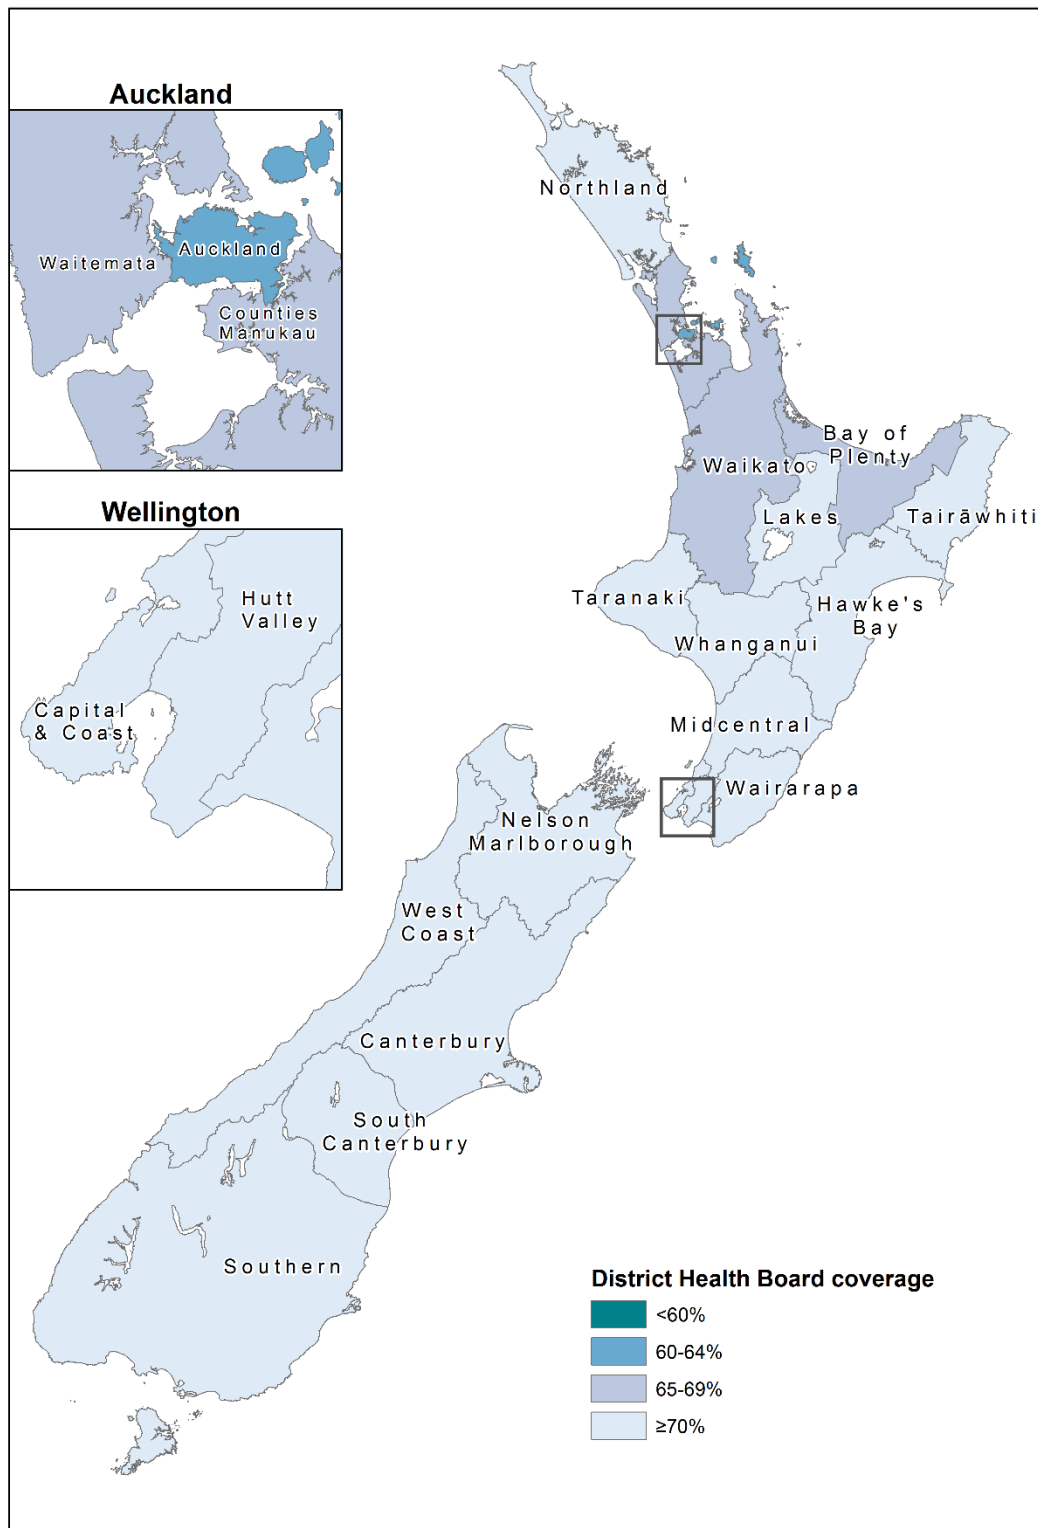 Auckland
Waitemata
Auckland
Counties
Manukau
Wellington
Hutt
Valley
Capital
& Coast
Northland
Bay of
Plenty
Waikato
Lakes
Tairāwhiti
Taranaki
Hawke's
Bay
Whanganui
Midcentral
Wairarapa
Nelson
Marlborough
West
Coast
Canterbury
South
Canterbury
Southern
District Health Board coverage
<60%
60-64%
65-69%
≥70%